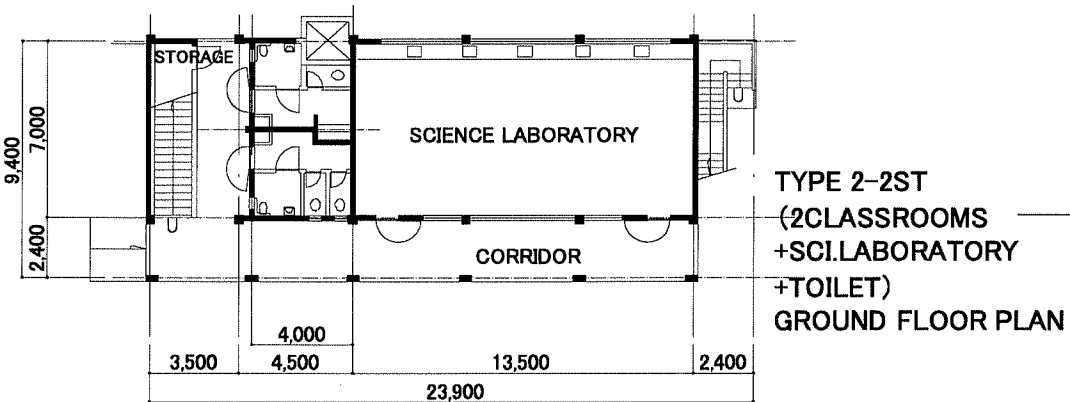 STORAGE
SCIENCE LABORATORY
CORRIDOR
9,400
7,000
2,400
4,000
3,500
4,500
13,500
2,400
23,900
TYPE 2-2ST
(2CLASSROOMS
+SCI.LABORATORY
+TOILET)
GROUND FLOOR PLAN